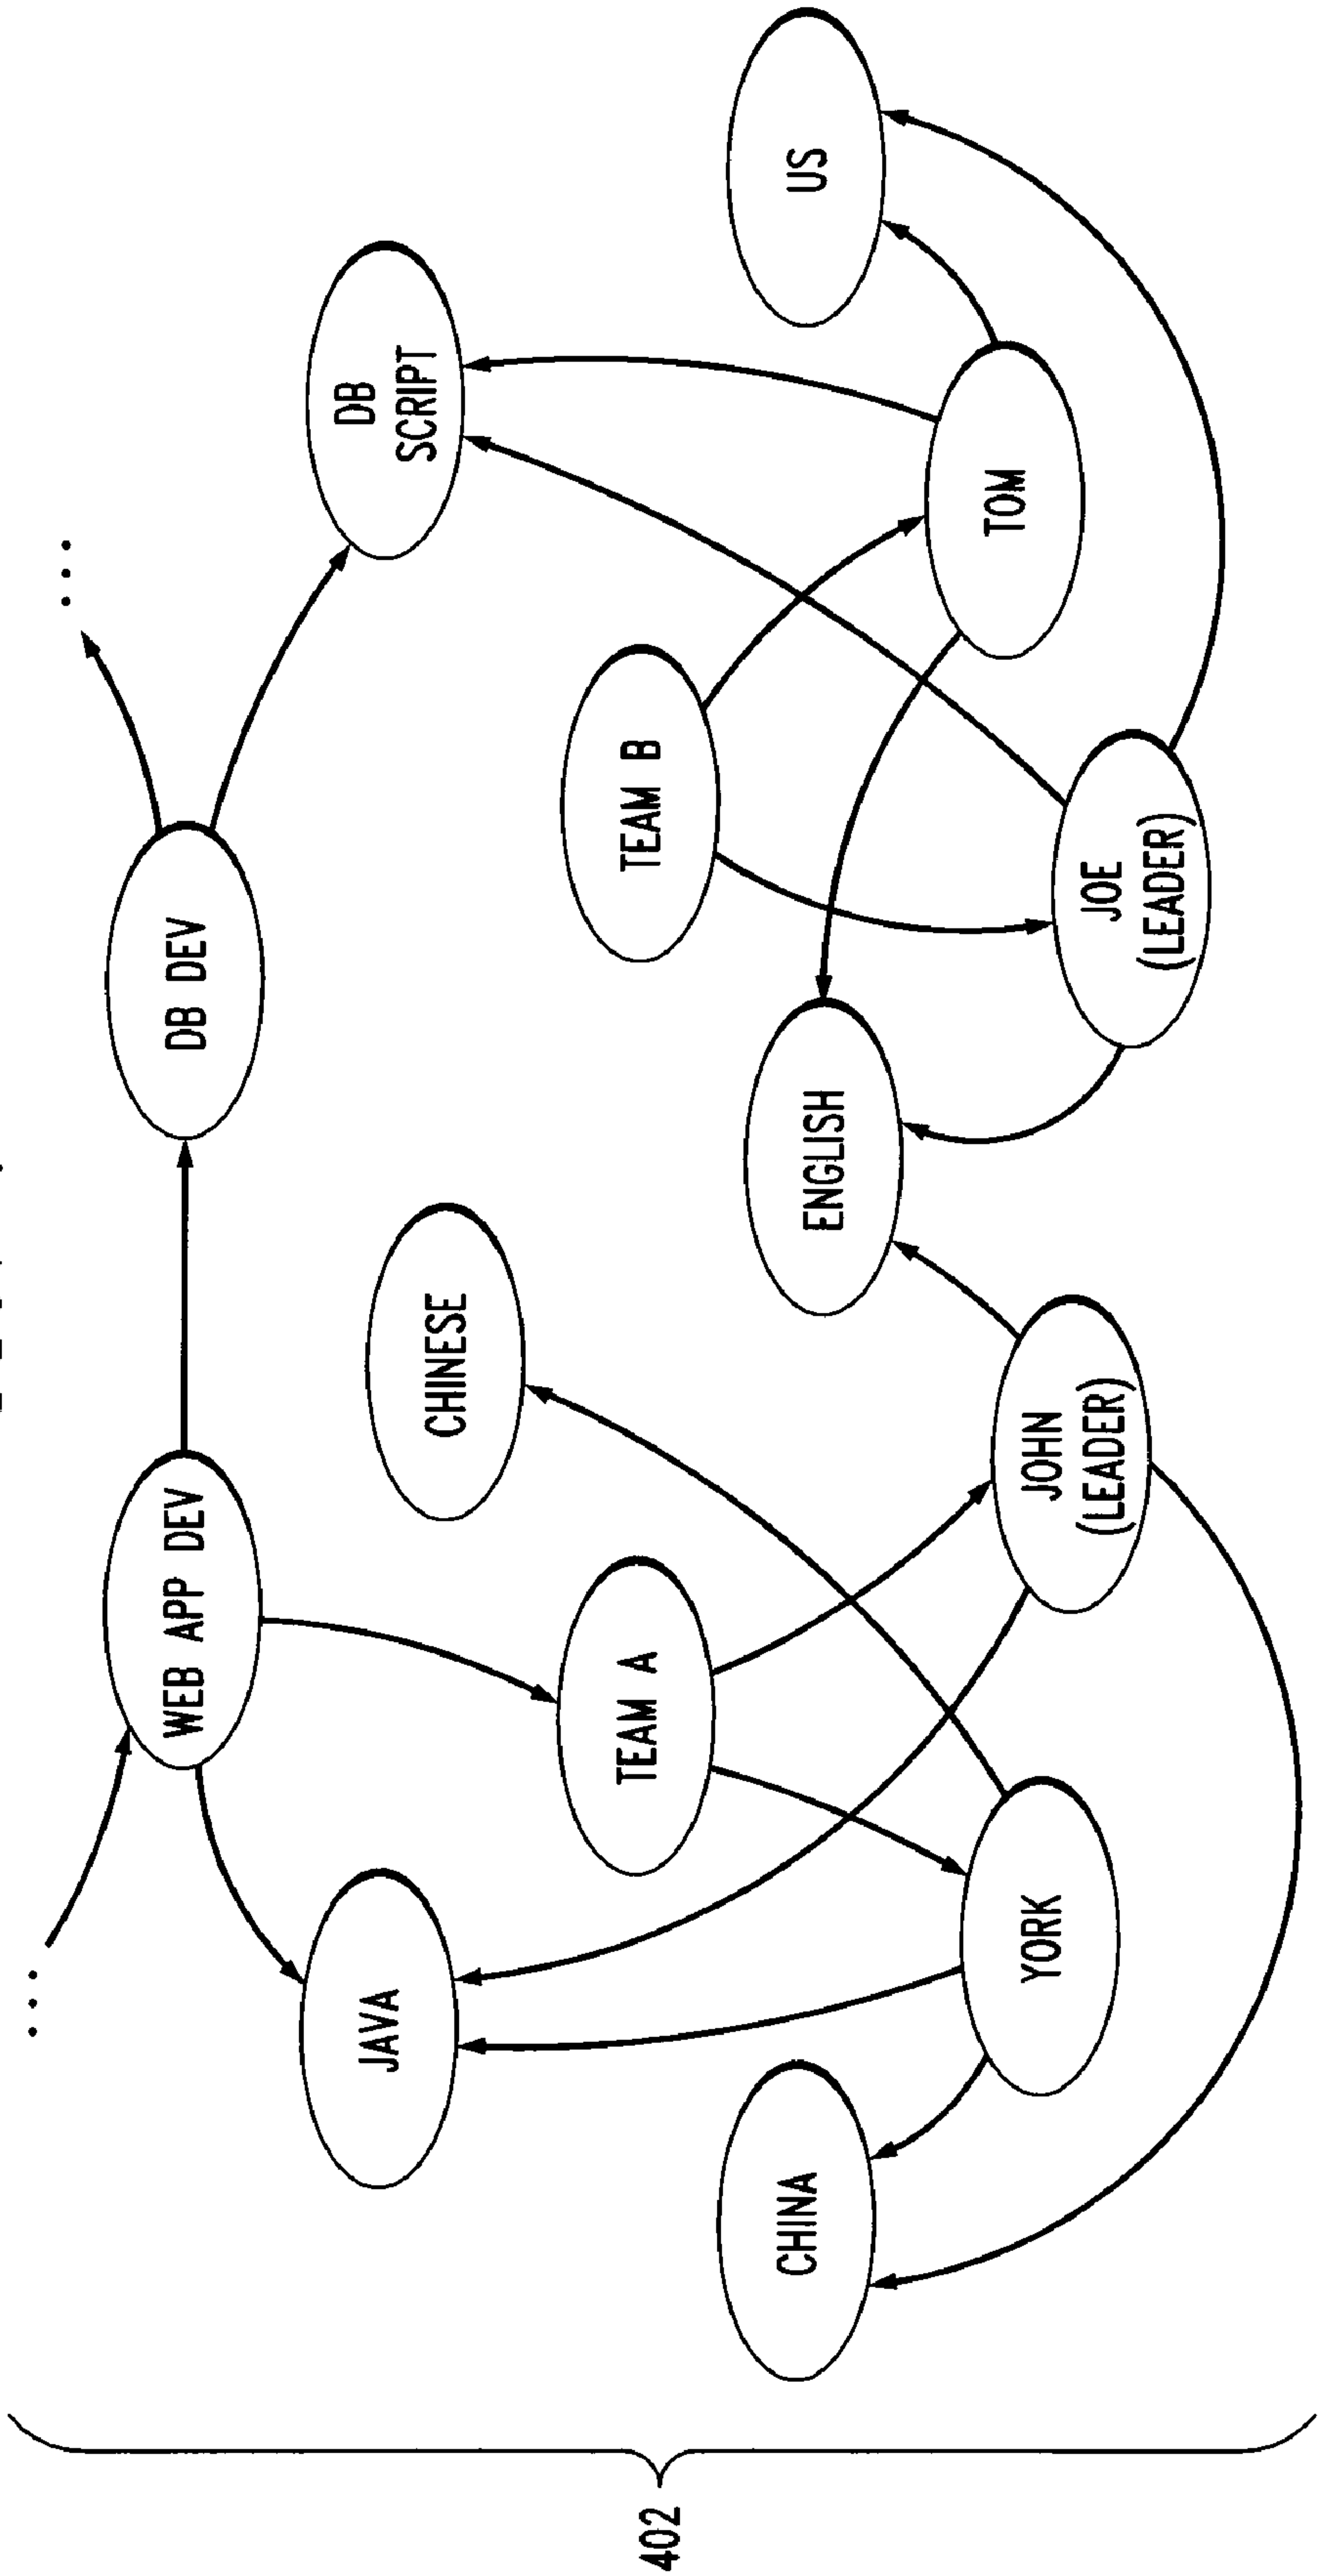 ...
...
WEB APP DEV
DB DEV
JAVA
CHINESE
DB
SCRIPT
TEAM A
TEAM B
CHINA
ENGLISH
US
YORK
JOHN
(LEADER)
JOE
(LEADER)
TOM
402